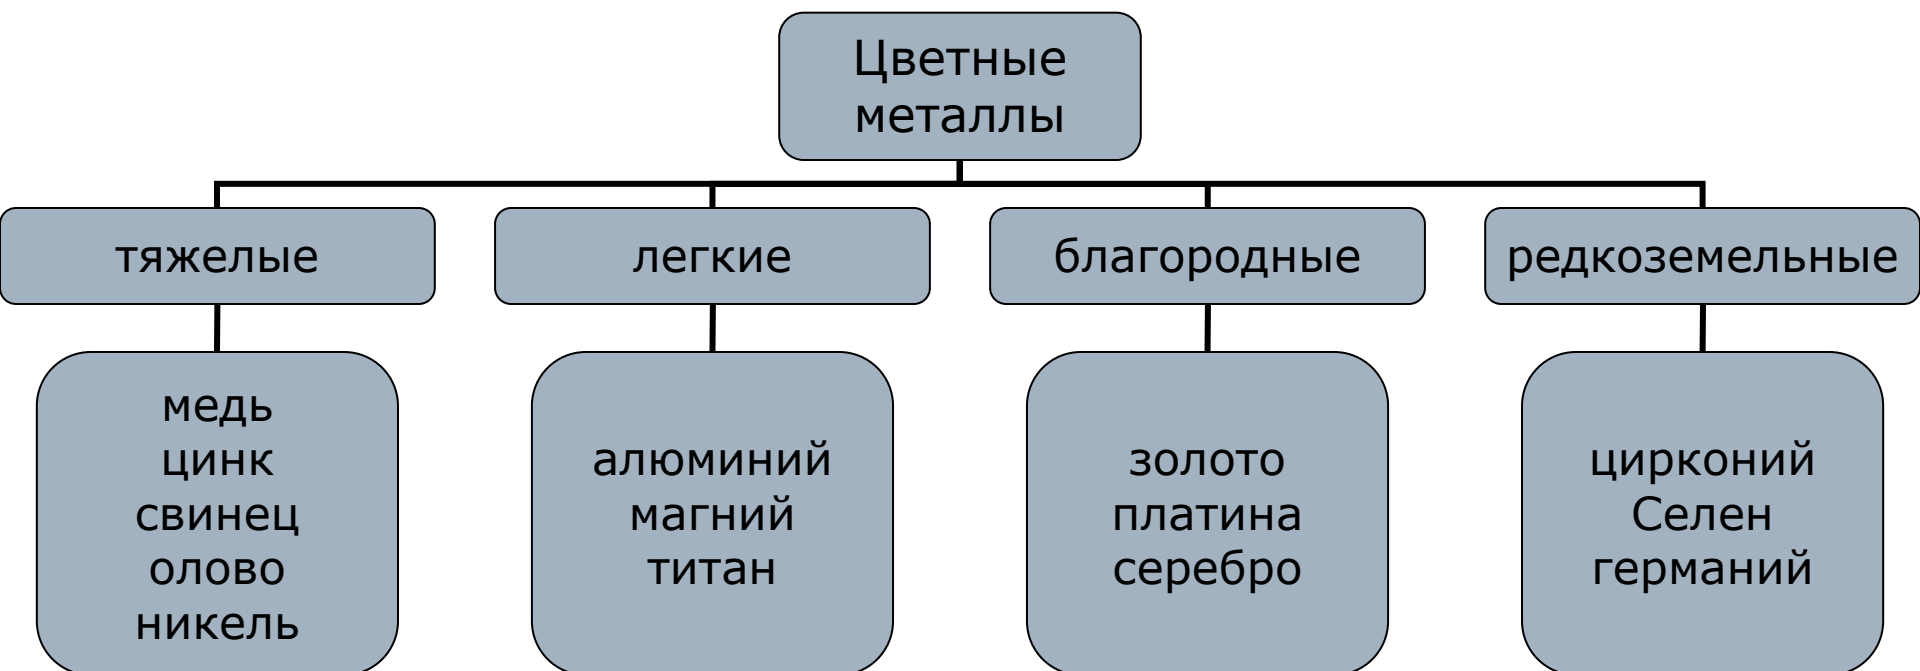 Цветные
металлы
тяжелые
легкие
благородные
редкоземельные
медь
цинк
свинец
олово
никель
алюминий
магний
титан
золото
платина
серебро
цирконий
Селен
германий